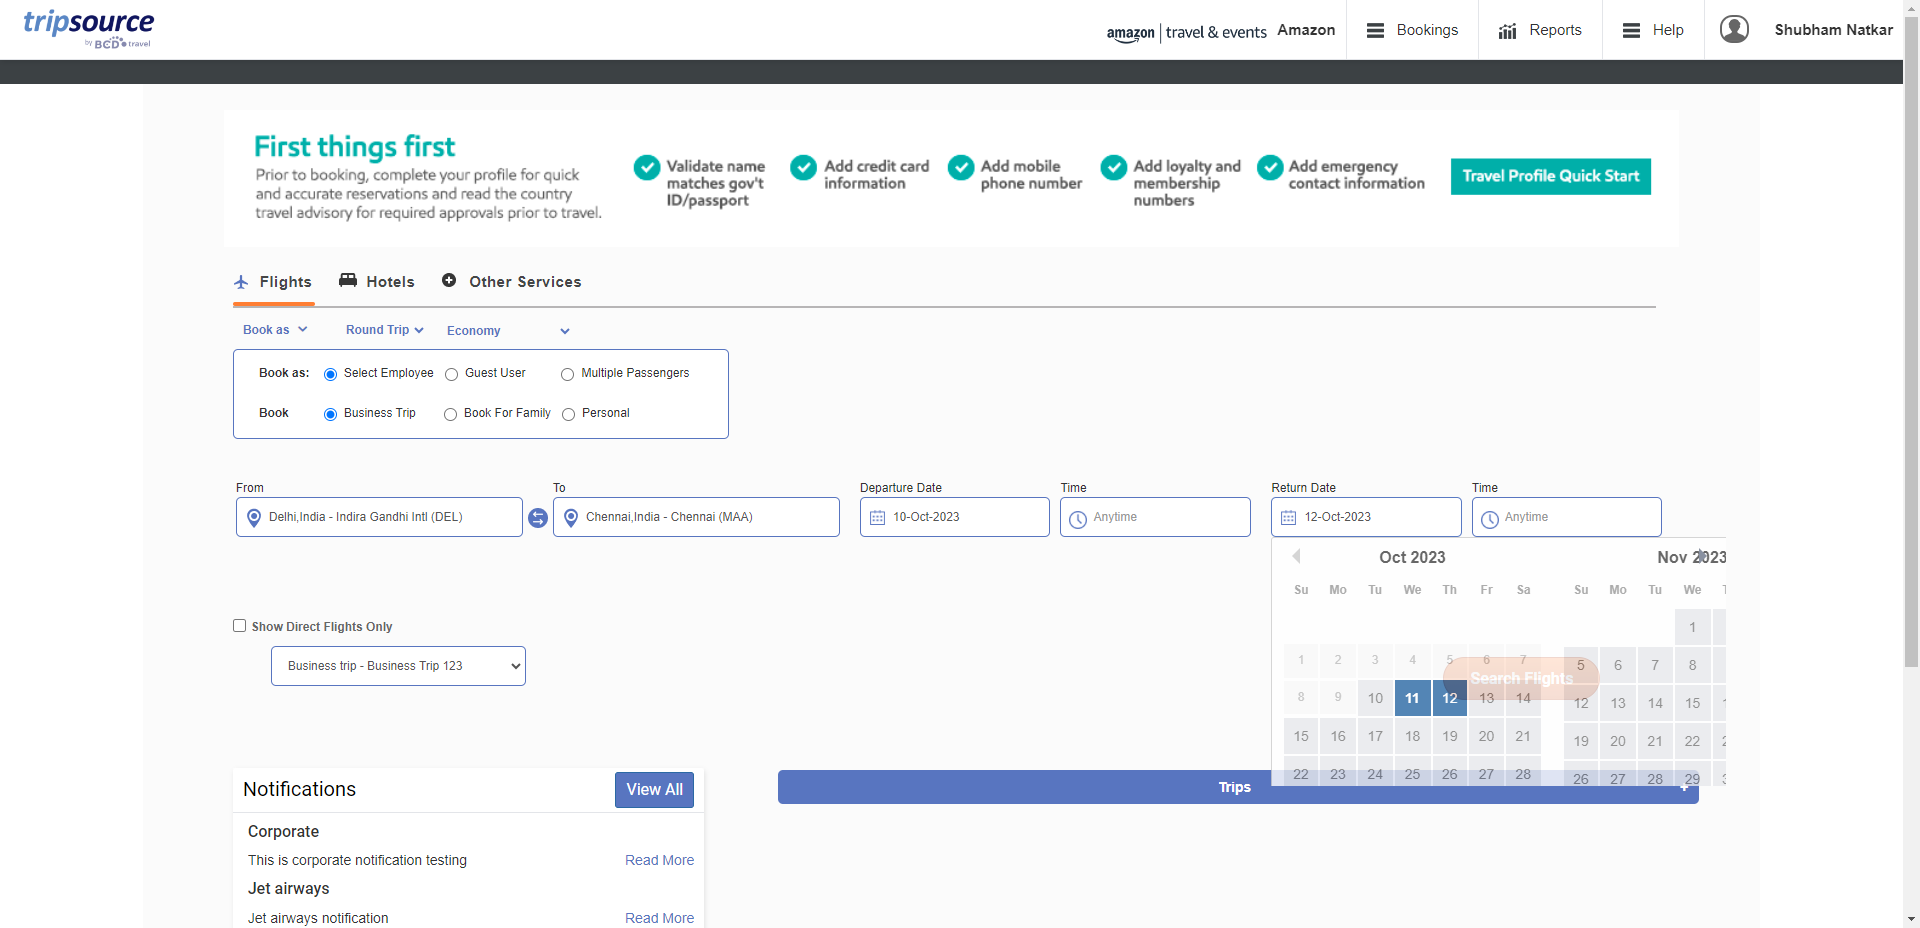 tripsource
by BCD travel
amazon | travel & events Amazon
Bookings
Reports
Help
Shubham Natkar
First things first
Prior to booking, complete your profile for quick
and accurate reservations and read the country
travel advisory for required approvals prior to travel.
Validate name
matches gov't
ID/passport
Add credit card
information
Add mobile
phone number
Add loyalty and
membership
numbers
Add emergency
contact information
Travel Profile Quick Start
Flights
Hotels
Other Services
Book as
Round Trip
Economy
Book as: Select Employee Guest User Multiple Passengers
Book Business Trip Book For Family Personal
From
To
Departure Date
Time
Return Date
Time
Delhi,India - Indira Gandhi Intl (DEL)
Chennai,India - Chennai (MAA)
10-Oct-2023
Anytime
12-Oct-2023
Anytime
Oct 2023
Su Mo Tu We Th Fr Sa
1 2 3 4 5 6 7
8 9 10 11 12 13 14
15 16 17 18 19 20 21
22 23 24 25 26 27 28
Nov 2023
Su Mo Tu We
1
5 6 7 8
12 13 14 15
19 20 21 22
26 27 28 29
Search Flights
Show Direct Flights Only
Business trip - Business Trip 123
Notifications
View All
Trips
+
Corporate
This is corporate notification testing
Read More
Jet airways
Jet airways notification
Read More